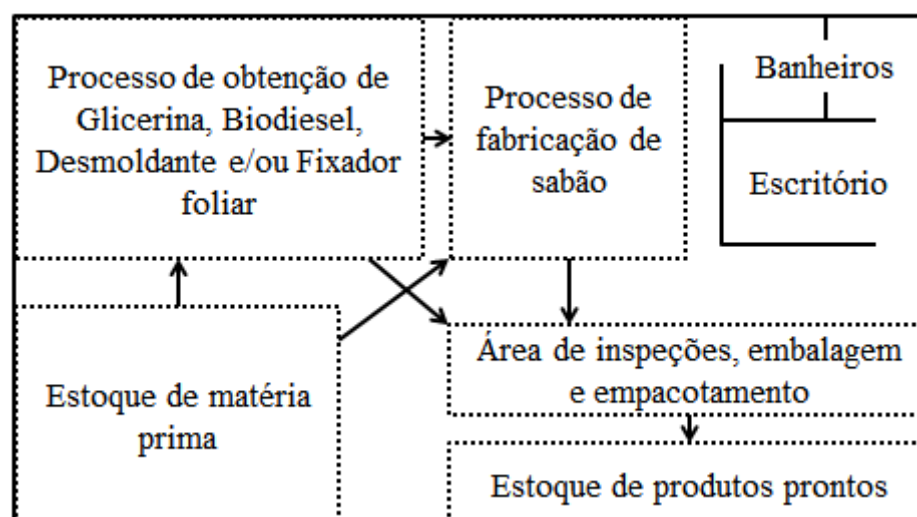 Processo de obtenção de
Glicerina, Biodiesel,
Desmoldante e/ou Fixador
foliar
Processo de
fabricação de
sabão
Banheiros
Escritório
Estoque de matéria
prima
Área de inspeções, embalagem
e empacotamento
Estoque de produtos prontos